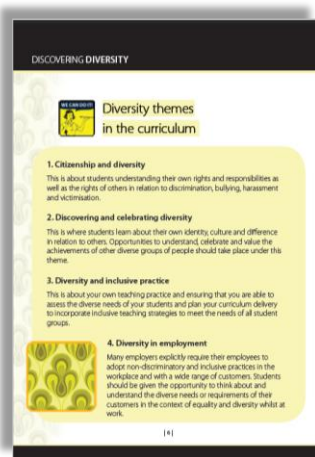 DISCOVERING DIVERSITY
WE CAN DO IT!
Diversity themes
in the curriculum
1. Citizenship and diversity
This is about students understanding their own rights and responsibilities as
well as the rights of others in relation to discrimination, bullying, harassment
and victimisation.
2. Discovering and celebrating diversity
This is where students learn about their own identity, culture and difference
in relation to others. Opportunities to understand, celebrate and value the
achievements of other diverse groups of people should take place under this
theme.
3. Diversity and inclusive practice
This is about your own teaching practice and ensuring that you are able to
assess the diverse needs of your students and plan your curriculum delivery
to incorporate inclusive teaching strategies to meet the needs of all student
groups.
4. Diversity in employment
Many employers explicitly require their employees to
adopt non-discriminatory and inclusive practices in the
workplace and with a wide range of customers. Students
should be given the opportunity to think about and
understand the diverse needs or requirements of their
customers in the context of equality and diversity whilst at
work.
| 6 |